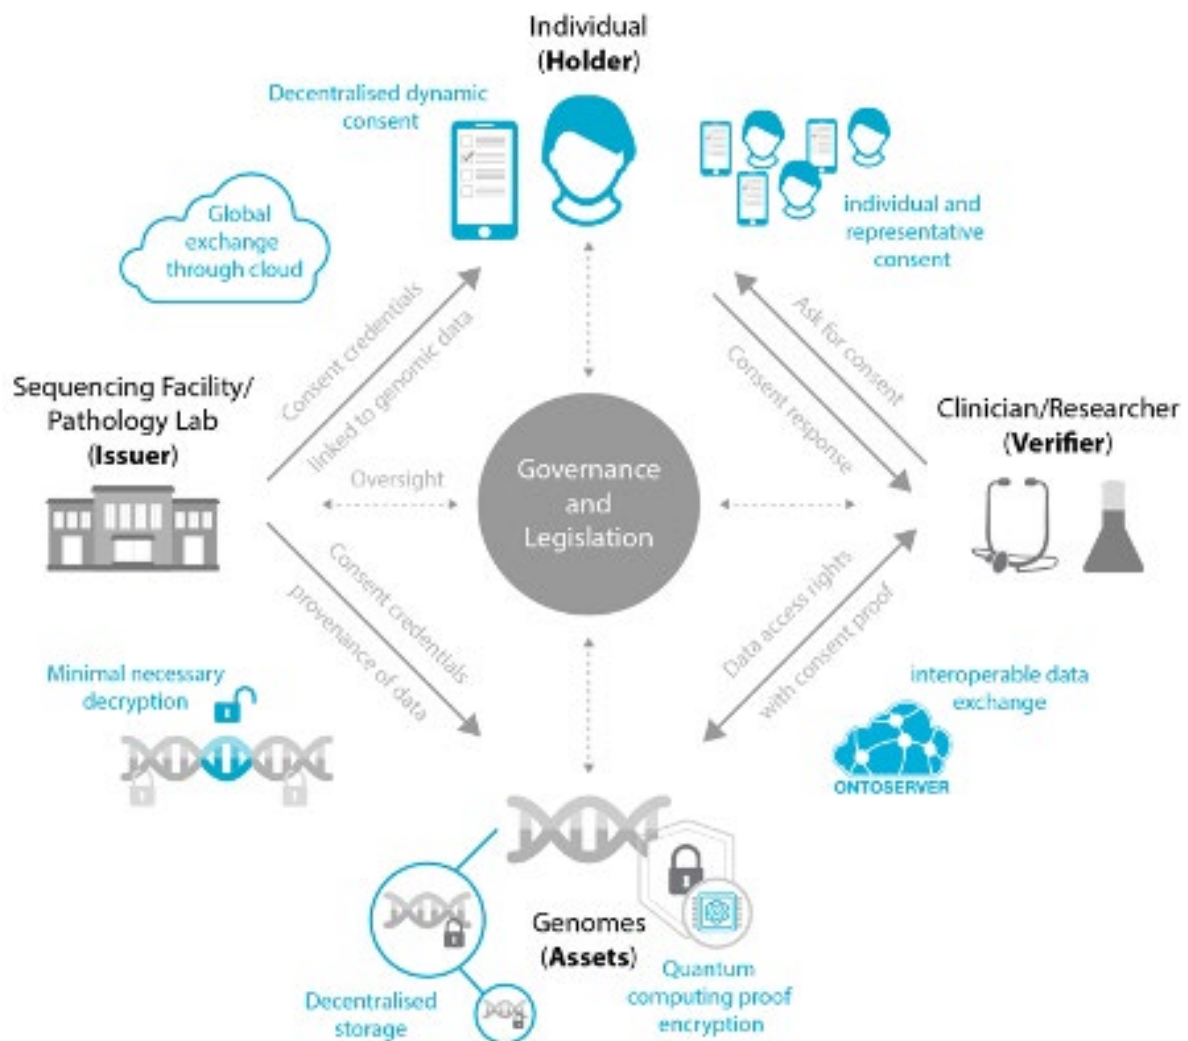 Individual
(Holder)
Decentralised dynamic
consent
individual and
representative
consent
Global
exchange
through cloud
Consent credentials
linked to genomic data
Ask for consent
Consent response
Sequencing Facility/
Pathology Lab
(Issuer)
Clinician/Researcher
(Verifier)
Oversight
Governance
and
Legislation
Consent credentials
provenance of data
Data access rights
with consent proof
Minimal necessary
decryption
interoperable data
exchange
ONTOSERVER
Genomes
(Assets)
Decentralised
storage
Quantum
computing proof
encryption